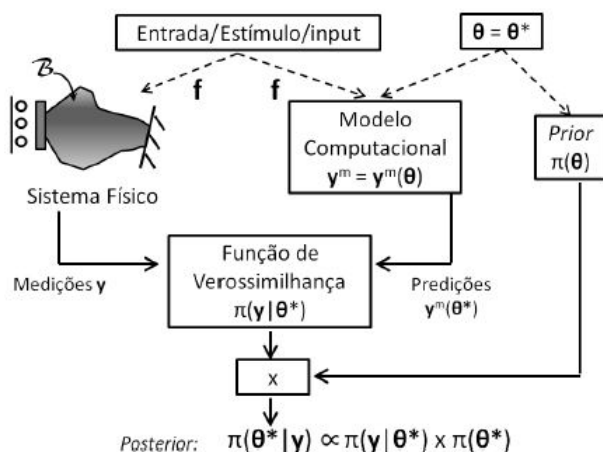 Entrada/Estímulo/input
θ = θ*
ℬ
f
f
Modelo
Computacional
yᵐ = yᵐ(θ)
Prior
π(θ)
Sistema Físico
Função de
Verossimilhança
π(y|θ*)
Medições y
Predições
yᵐ(θ*)
x
Posterior: π(θ*|y) ∝ π(y|θ*) x π(θ*)